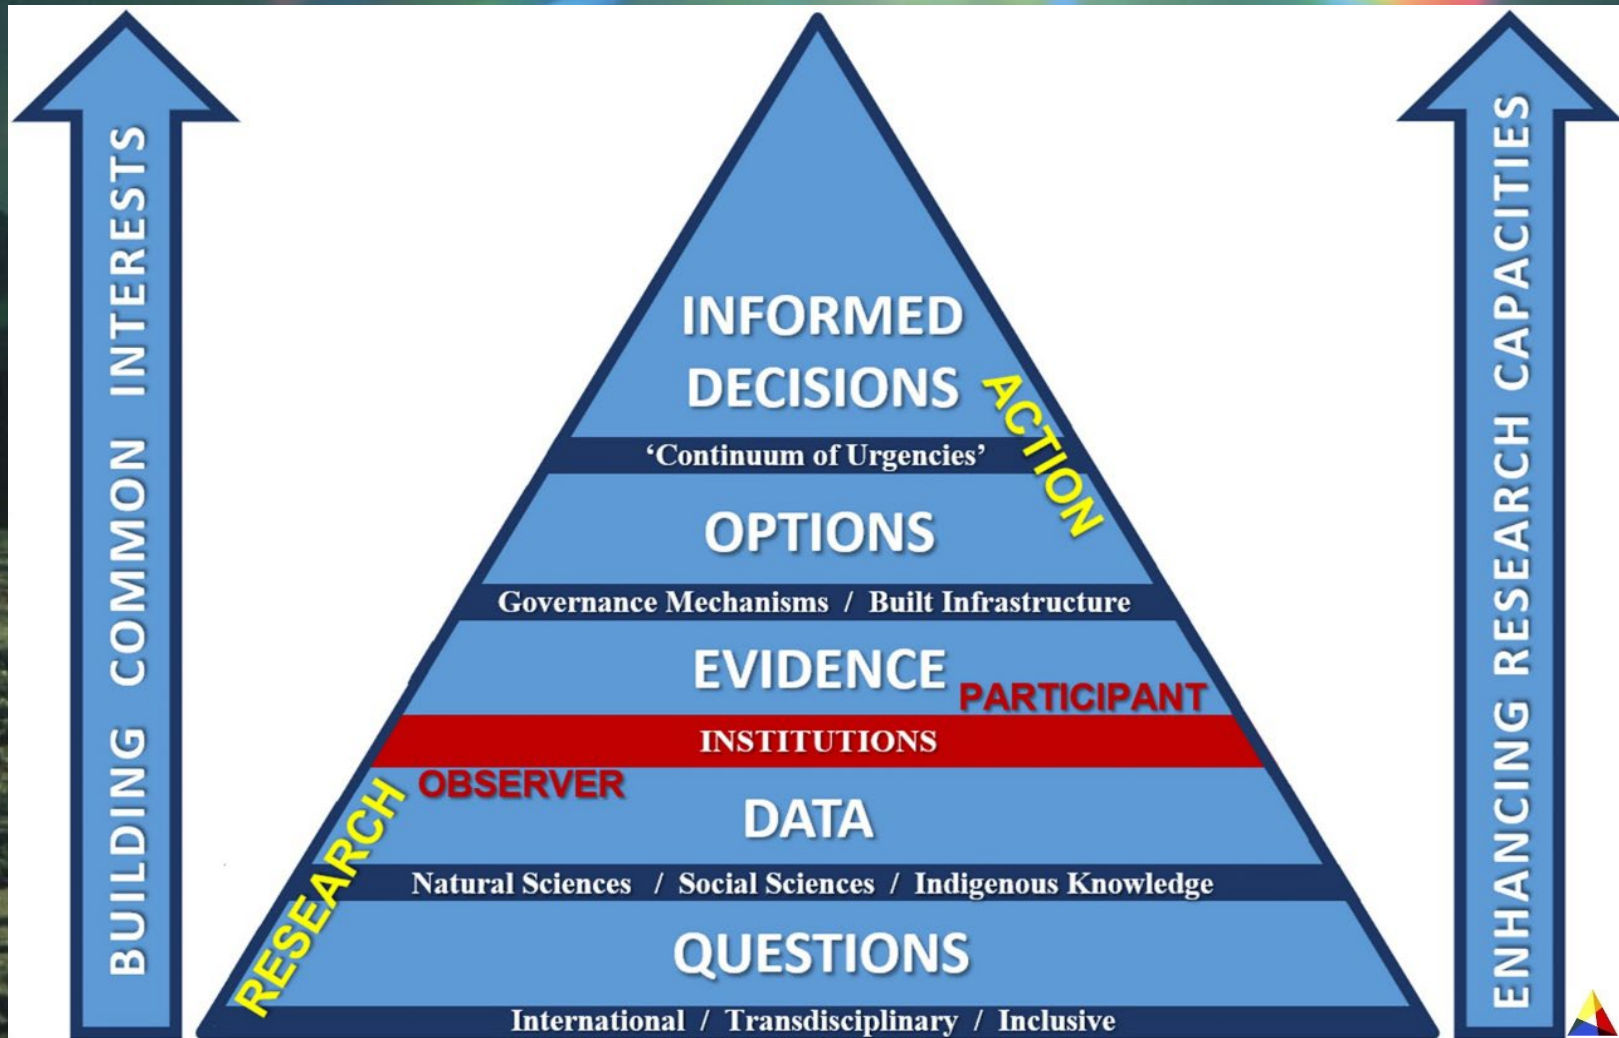 BUILDING COMMON INTERESTS
INFORMED
DECISIONS
ACTION
‘Continuum of Urgencies’
OPTIONS
Governance Mechanisms / Built Infrastructure
EVIDENCE
PARTICIPANT
INSTITUTIONS
OBSERVER
DATA
RESEARCH
Natural Sciences / Social Sciences / Indigenous Knowledge
QUESTIONS
International / Transdisciplinary / Inclusive
ENHANCING RESEARCH CAPACITIES